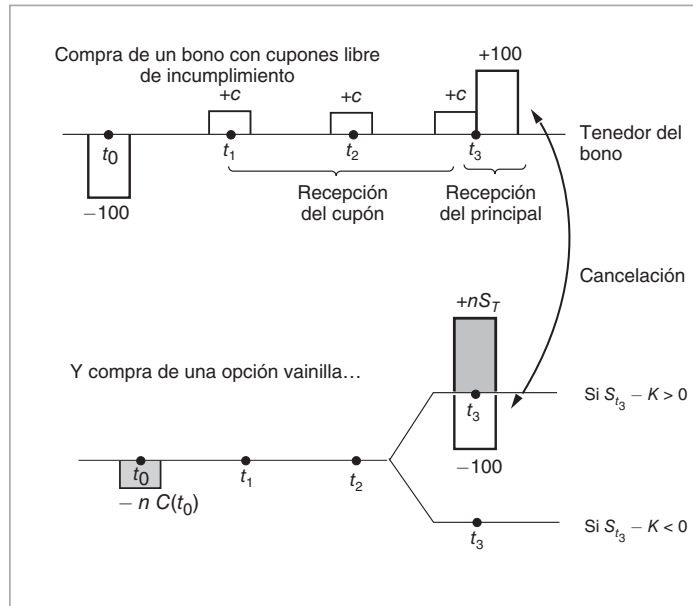 Compra de un bono con cupones libre
de incumplimiento
+100
+c
+c
+c
t0
t1
t2
t3
Tenedor del
bono
−100
Recepción
del cupón
Recepción
del principal
Cancelación
+nST
Y compra de una opción vainilla…
t3
Si St3 − K > 0
−100
t0
t1
t2
− n C(t0)
t3
Si St3 − K < 0